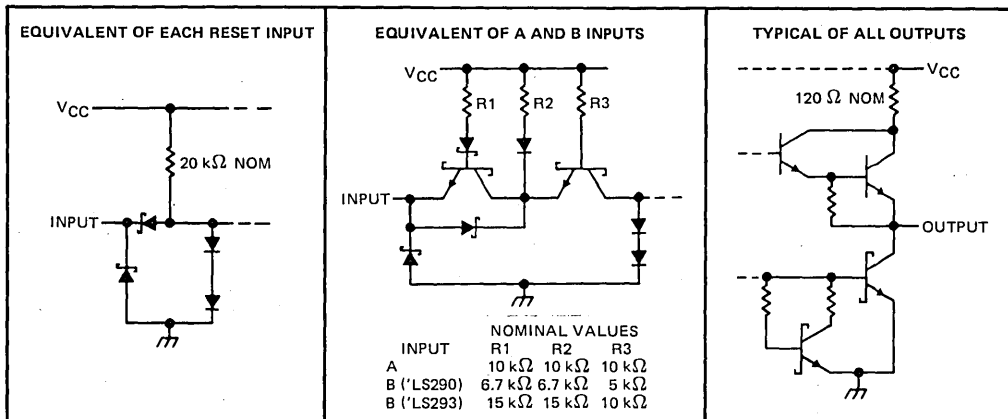 EQUIVALENT OF EACH RESET INPUT
VCC
20 kΩ NOM
INPUT
EQUIVALENT OF A AND B INPUTS
VCC
R1
R2
R3
INPUT
NOMINAL VALUES
INPUT R1 R2 R3
A 10 kΩ 10 kΩ 10 kΩ
B ('LS290) 6.7 kΩ 6.7 kΩ 5 kΩ
B ('LS293) 15 kΩ 15 kΩ 10 kΩ
TYPICAL OF ALL OUTPUTS
VCC
120 Ω NOM
OUTPUT